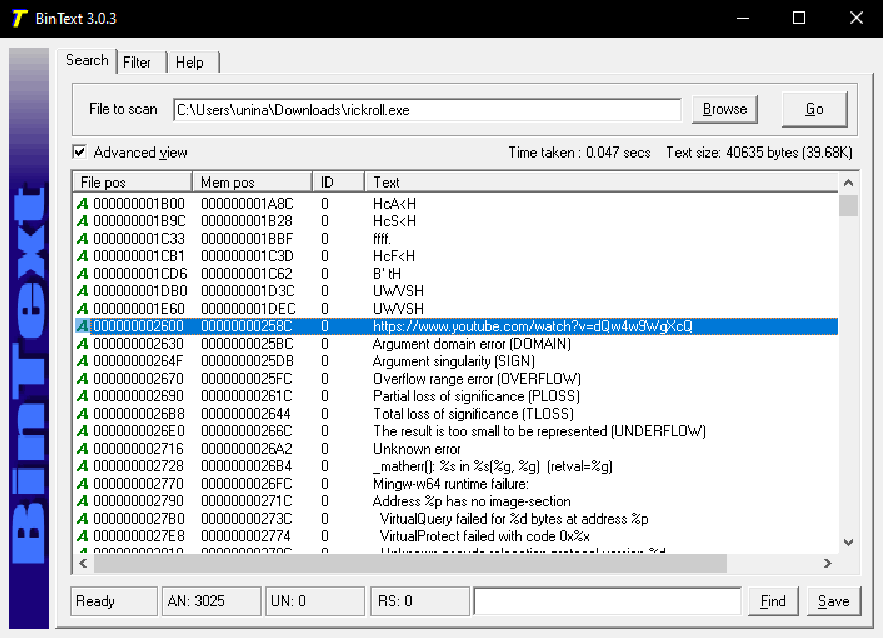 BinText 3.0.3
Search Filter Help
File to scan C:\Users\unina\Downloads\rickroll.exe Browse Go
Advanced view Time taken : 0.047 secs Text size: 40635 bytes (39.68K)
File pos Mem pos ID Text
A 000000001B00 000000001A8C 0 HcA<H
A 000000001B9C 000000001B28 0 HcS<H
A 000000001C33 000000001BBF 0 ffff.
A 000000001CB1 000000001C3D 0 HcF<H
A 000000001CD6 000000001C62 0 B' tH
A 000000001DB0 000000001D3C 0 UWVSH
A 000000001E60 000000001DEC 0 UWVSH
A 000000002600 00000000258C 0 https://www.youtube.com/watch?v=dQw4w9WgXcQ
A 000000002630 0000000025BC 0 Argument domain error (DOMAIN)
A 00000000264F 0000000025DB 0 Argument singularity (SIGN)
A 000000002670 0000000025FC 0 Overflow range error (OVERFLOW)
A 000000002690 00000000261C 0 Partial loss of significance (PLOSS)
A 0000000026B8 000000002644 0 Total loss of significance (TLOSS)
A 0000000026E0 00000000266C 0 The result is too small to be represented (UNDERFLOW)
A 000000002716 0000000026A2 0 Unknown error
A 000000002728 0000000026B4 0 _matherr(): %s in %s(%g, %g) (retval=%g)
A 000000002770 0000000026FC 0 Mingw-w64 runtime failure:
A 000000002790 00000000271C 0 Address %p has no image-section
A 0000000027B0 00000000273C 0 VirtualQuery failed for %d bytes at address %p
A 0000000027E8 000000002774 0 VirtualProtect failed with code 0x%x
Ready AN: 3025 UN: 0 RS: 0 Find Save
BinText